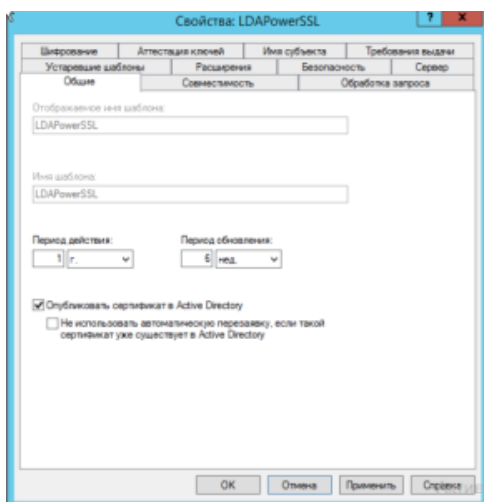 Свойства: LDAPowerSSL
?
x
Шифрование
Аттестация ключей
Имя субъекта
Требования выдачи
Устаревшие шаблоны
Расширения
Безопасность
Сервер
Общие
Совместимость
Обработка запроса
Отображаемое имя шаблона:
LDAPowerSSL
Имя шаблона:
LDAPowerSSL
Период действия:
Период обновления:
1 г.
6 нед.
Опубликовать сертификат в Active Directory
Не использовать автоматическую перезаявку, если такой
сертификат уже существует в Active Directory
OK
Отмена
Применить
Справка